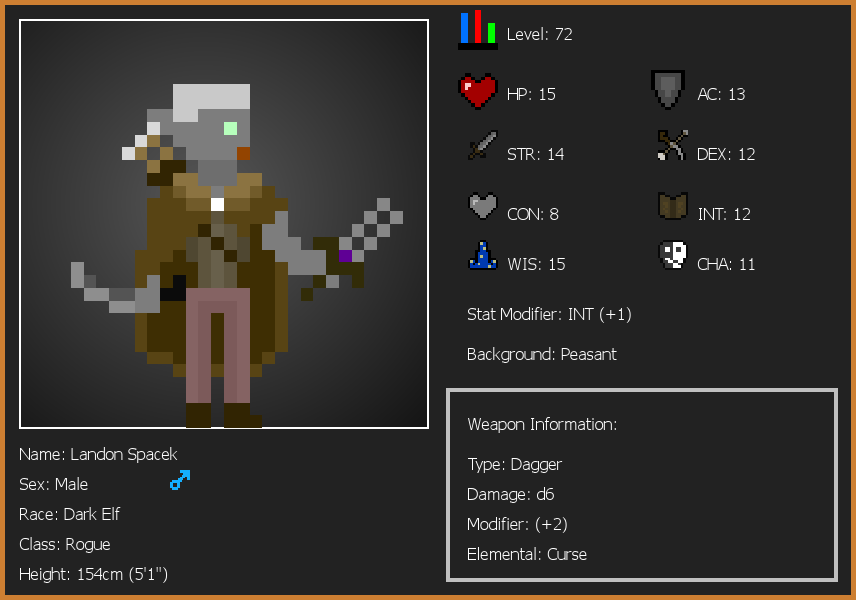 Level: 72
HP: 15
AC: 13
STR: 14
DEX: 12
CON: 8
INT: 12
WIS: 15
CHA: 11
Stat Modifier: INT (+1)
Background: Peasant
Weapon Information:
Type: Dagger
Damage: d6
Modifier: (+2)
Elemental: Curse
Name: Landon Spacek
Sex: Male
Race: Dark Elf
Class: Rogue
Height: 154cm (5'1")